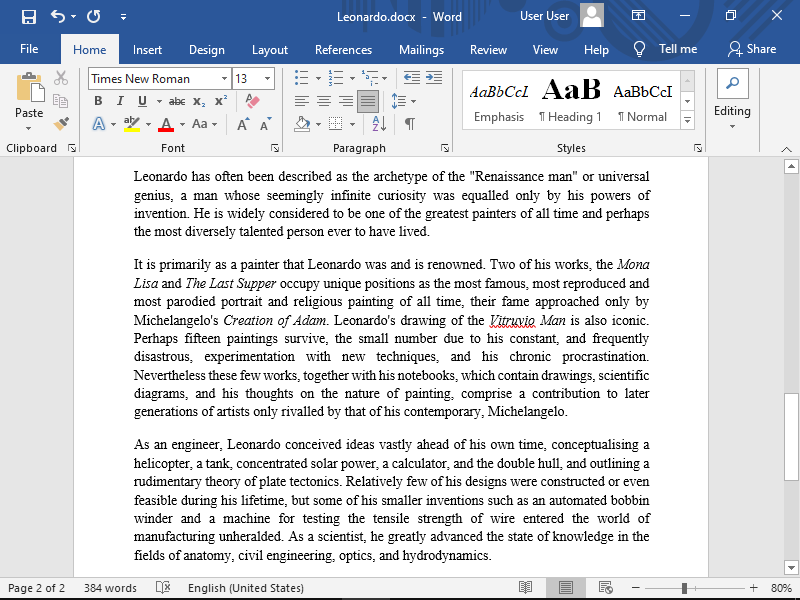 Leonardo.docx - Word
User User
File Home Insert Design Layout References Mailings Review View Help Tell me Share
Times New Roman 13
AaBbCcI AaB AaBbCcI
Paste B I U abc x₂ x² Emphasis ¶ Heading 1 ¶ Normal Editing
A ab A Aa A A
Clipboard Font Paragraph Styles
Leonardo has often been described as the archetype of the "Renaissance man" or universal
genius, a man whose seemingly infinite curiosity was equalled only by his powers of
invention. He is widely considered to be one of the greatest painters of all time and perhaps
the most diversely talented person ever to have lived.
It is primarily as a painter that Leonardo was and is renowned. Two of his works, the Mona
Lisa and The Last Supper occupy unique positions as the most famous, most reproduced and
most parodied portrait and religious painting of all time, their fame approached only by
Michelangelo's Creation of Adam. Leonardo's drawing of the Vitruvio Man is also iconic.
Perhaps fifteen paintings survive, the small number due to his constant, and frequently
disastrous, experimentation with new techniques, and his chronic procrastination.
Nevertheless these few works, together with his notebooks, which contain drawings, scientific
diagrams, and his thoughts on the nature of painting, comprise a contribution to later
generations of artists only rivalled by that of his contemporary, Michelangelo.
As an engineer, Leonardo conceived ideas vastly ahead of his own time, conceptualising a
helicopter, a tank, concentrated solar power, a calculator, and the double hull, and outlining a
rudimentary theory of plate tectonics. Relatively few of his designs were constructed or even
feasible during his lifetime, but some of his smaller inventions such as an automated bobbin
winder and a machine for testing the tensile strength of wire entered the world of
manufacturing unheralded. As a scientist, he greatly advanced the state of knowledge in the
fields of anatomy, civil engineering, optics, and hydrodynamics.
Page 2 of 2 384 words English (United States) 80%